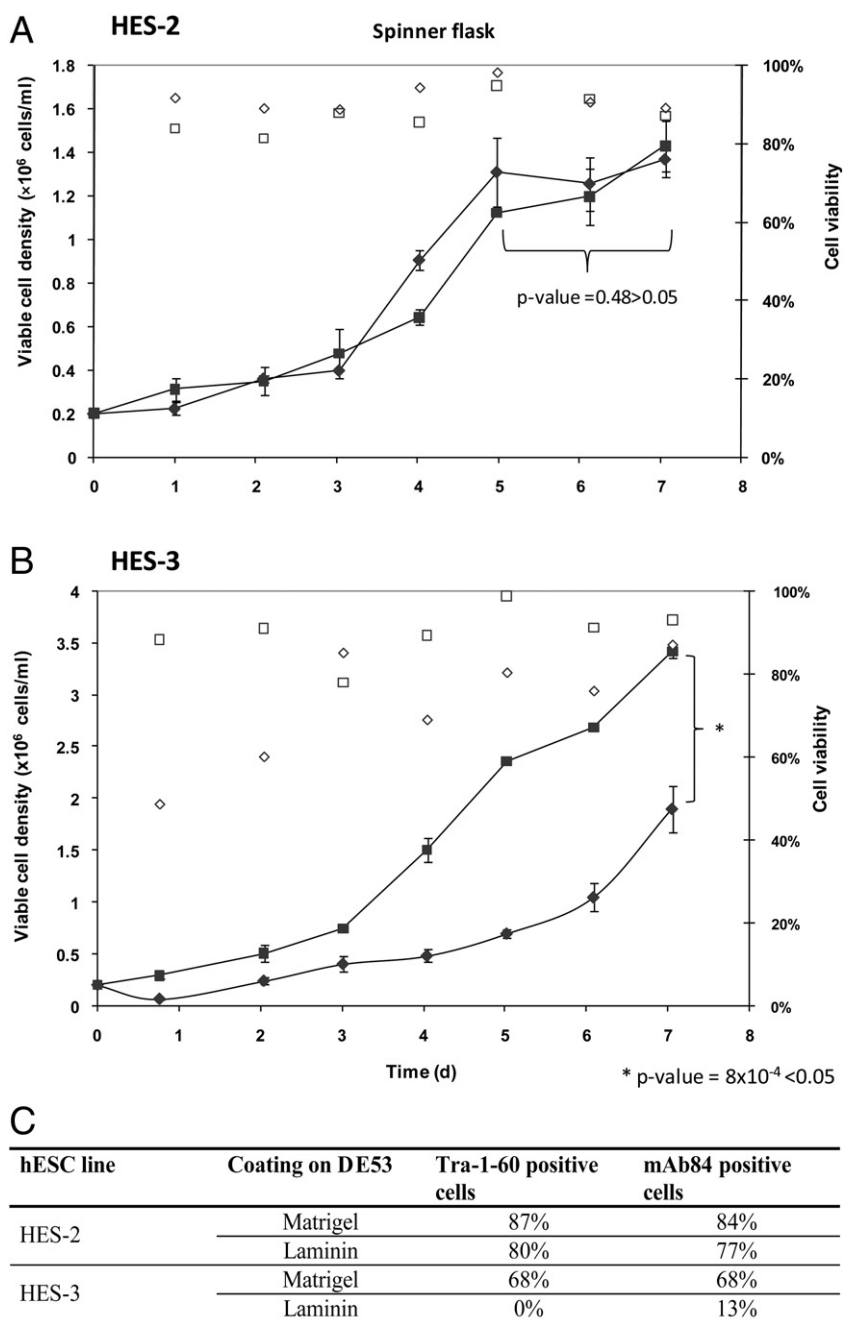 A
HES-2
Spinner flask
1.8
1.6
1.4
1.2
1
0.8
0.6
0.4
0.2
0
Viable cell density (×10⁶ cells/ml)
100%
80%
60%
40%
20%
0%
Cell viability
p-value =0.48>0.05
0 1 2 3 4 5 6 7 8
B
HES-3
4
3.5
3
2.5
2
1.5
1
0.5
0
Viable cell density (x10⁶ cells/ml)
100%
80%
60%
40%
20%
0%
Cell viability
*
0 1 2 3 4 5 6 7 8
Time (d)
* p-value = 8x10⁻⁴ <0.05
C
hESC line Coating on DE53 Tra-1-60 positive mAb84 positive
cells cells
HES-2
Matrigel 87% 84%
Laminin 80% 77%
HES-3
Matrigel 68% 68%
Laminin 0% 13%